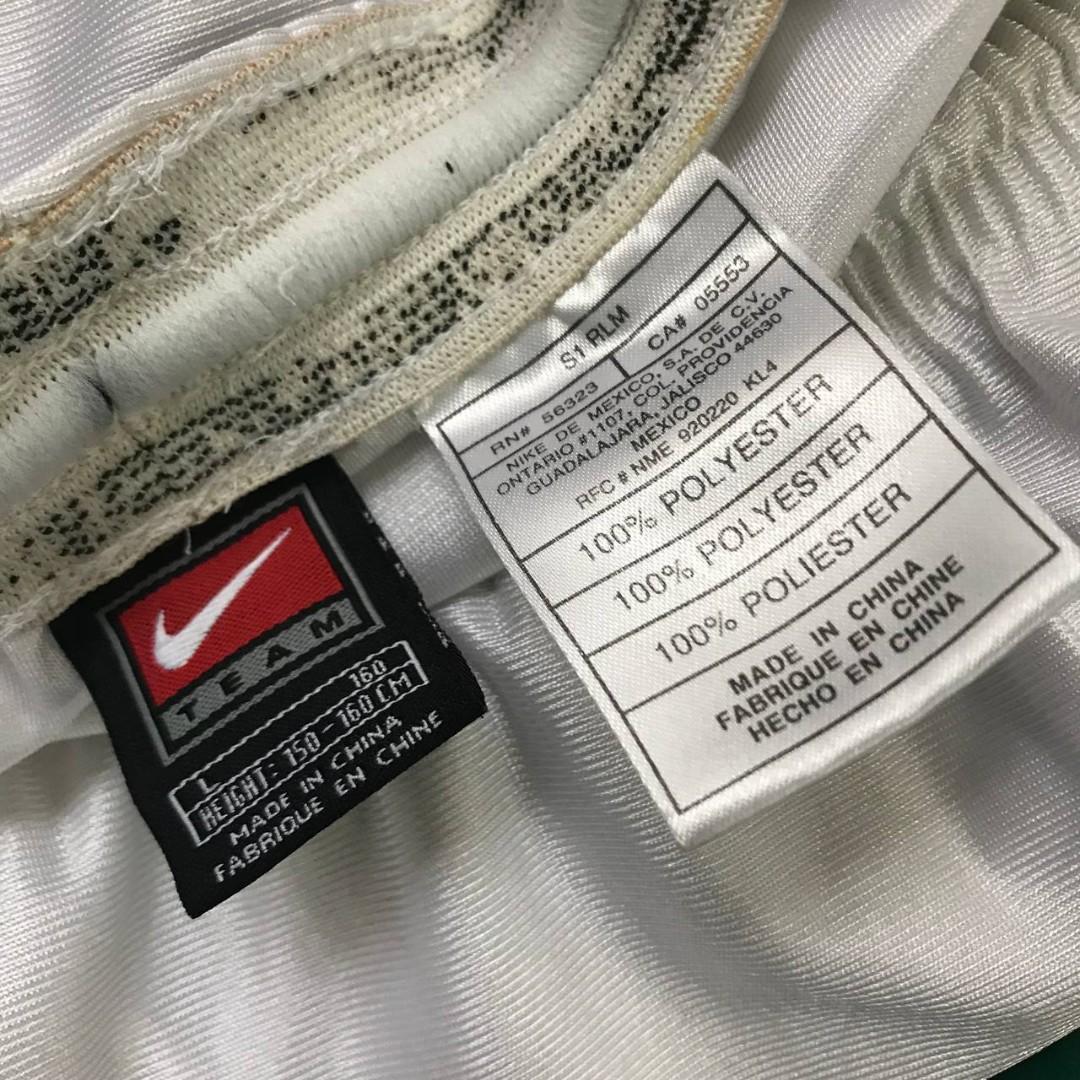 TEAM
L 160
HEIGHT: 150-160 CM
MADE IN CHINA
FABRIQUE EN CHINE
S1 RLM
RN# 56323 CA# 05553
NIKE DE MEXICO, S.A. DE C.V.
ONTARIO #1107, COL. PROVIDENCIA
GUADALAJARA, JALISCO 44630
MEXICO
RFC # NME 920220 KL4
100% POLYESTER
100% POLYESTER
100% POLIESTER
MADE IN CHINA
FABRIQUE EN CHINE
HECHO EN CHINA